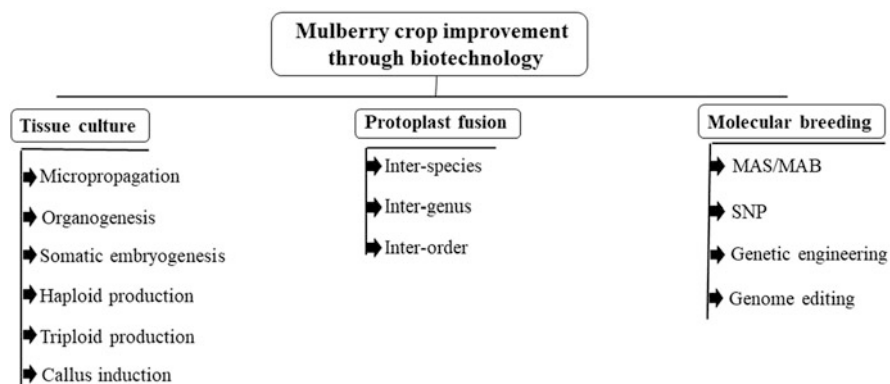 Mulberry crop improvement
through biotechnology
Tissue culture
Micropropagation
Organogenesis
Somatic embryogenesis
Haploid production
Triploid production
Callus induction
Protoplast fusion
Inter-species
Inter-genus
Inter-order
Molecular breeding
MAS/MAB
SNP
Genetic engineering
Genome editing